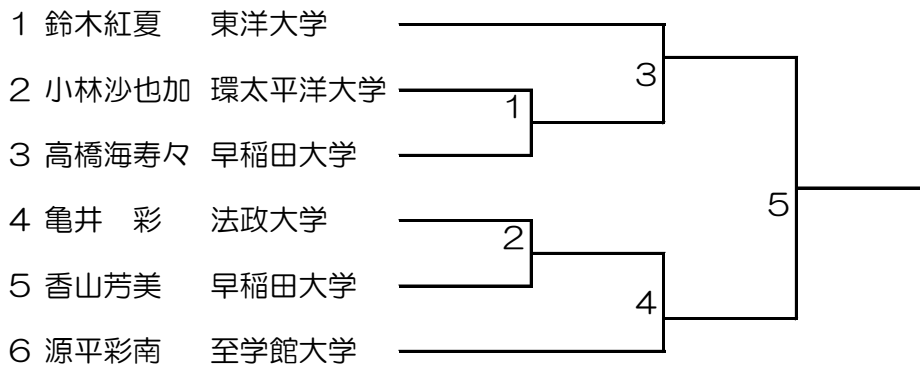 1 鈴木紅夏 東洋大学
2 小林沙也加 環太平洋大学
3 高橋海寿々 早稲田大学
4 亀井 彩 法政大学
5 香山芳美 早稲田大学
6 源平彩南 至学館大学
1
2
3
4
5